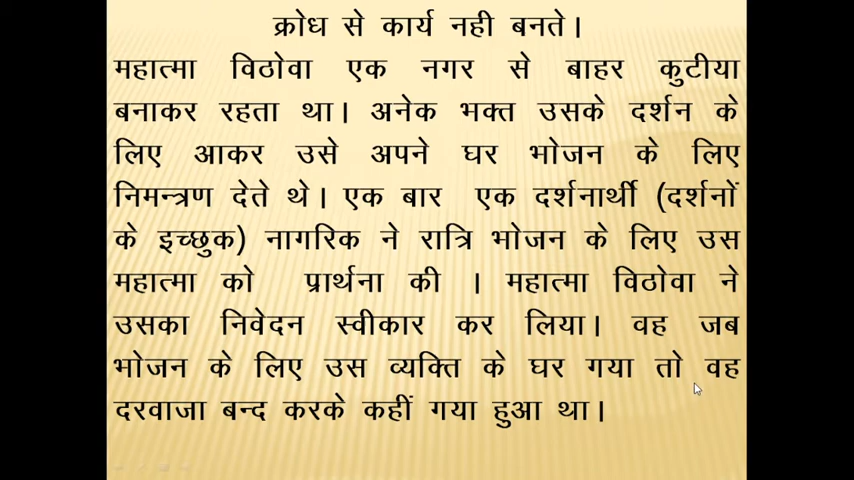 क्रोध से कार्य नही बनते।
महात्मा विठोवा एक नगर से बाहर कुटीया
बनाकर रहता था। अनेक भक्त उसके दर्शन के
लिए आकर उसे अपने घर भोजन के लिए
निमन्त्रण देते थे। एक बार एक दर्शनार्थी (दर्शनों
के इच्छुक) नागरिक ने रात्रि भोजन के लिए उस
महात्मा को प्रार्थना की । महात्मा विठोवा ने
उसका निवेदन स्वीकार कर लिया। वह जब
भोजन के लिए उस व्यक्ति के घर गया तो वह
दरवाजा बन्द करके कहीं गया हुआ था।